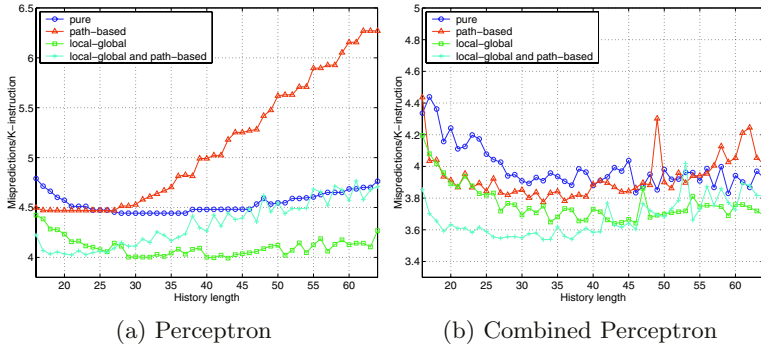 6.5
6
5.5
5
4.5
4
Mispredictions/K-instruction
pure
path-based
local-global
local-global and path-based
20 25 30 35 40 45 50 55 60
History length
(a) Perceptron
5
4.8
4.6
4.4
4.2
4
3.8
3.6
3.4
Mispredictions/K-instruction
pure
path-based
local-global
local-global and path-based
20 25 30 35 40 45 50 55 60
History length
(b) Combined Perceptron